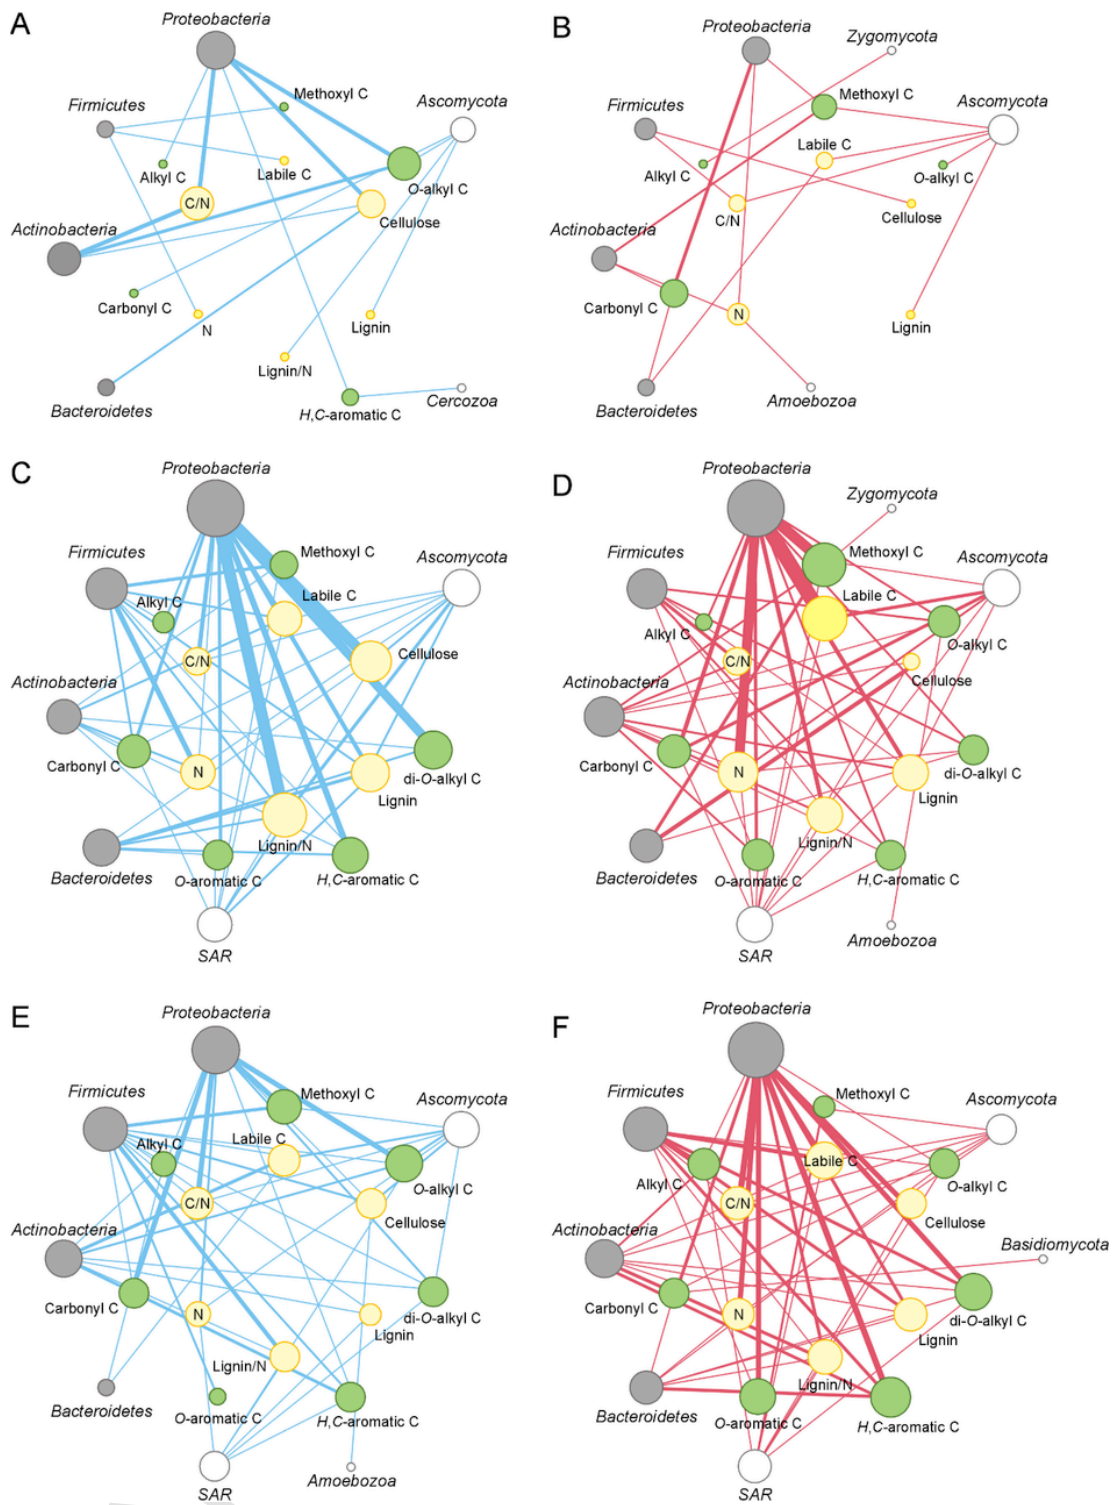 A
Proteobacteria
Firmicutes
Methoxyl C
Ascomycota
Alkyl C
Labile C
O-alkyl C
C/N
Cellulose
Actinobacteria
Carbonyl C
N
Lignin
Lignin/N
Bacteroidetes
H,C-aromatic C
Cercozoa
B
Proteobacteria
Zygomycota
Firmicutes
Methoxyl C
Ascomycota
Labile C
Alkyl C
O-alkyl C
C/N
Cellulose
Actinobacteria
Carbonyl C
N
Lignin
Bacteroidetes
Amoebozoa
C
Proteobacteria
Firmicutes
Methoxyl C
Ascomycota
Alkyl C
Labile C
C/N
Cellulose
Actinobacteria
Carbonyl C
N
di-O-alkyl C
Lignin
Lignin/N
Bacteroidetes
O-aromatic C
H,C-aromatic C
SAR
D
Proteobacteria
Zygomycota
Firmicutes
Methoxyl C
Ascomycota
Labile C
Alkyl C
O-alkyl C
C/N
Cellulose
Actinobacteria
Carbonyl C
N
di-O-alkyl C
Lignin
Lignin/N
Bacteroidetes
O-aromatic C
H,C-aromatic C
SAR
Amoebozoa
E
Proteobacteria
Firmicutes
Methoxyl C
Ascomycota
Alkyl C
Labile C
O-alkyl C
C/N
Cellulose
Actinobacteria
Carbonyl C
N
di-O-alkyl C
Lignin
Lignin/N
Bacteroidetes
O-aromatic C
H,C-aromatic C
SAR
Amoebozoa
F
Proteobacteria
Firmicutes
Methoxyl C
Ascomycota
Labile C
Alkyl C
O-alkyl C
C/N
Cellulose
Actinobacteria
Basidiomycota
Carbonyl C
N
di-O-alkyl C
Lignin
Lignin/N
Bacteroidetes
O-aromatic C
H,C-aromatic C
SAR